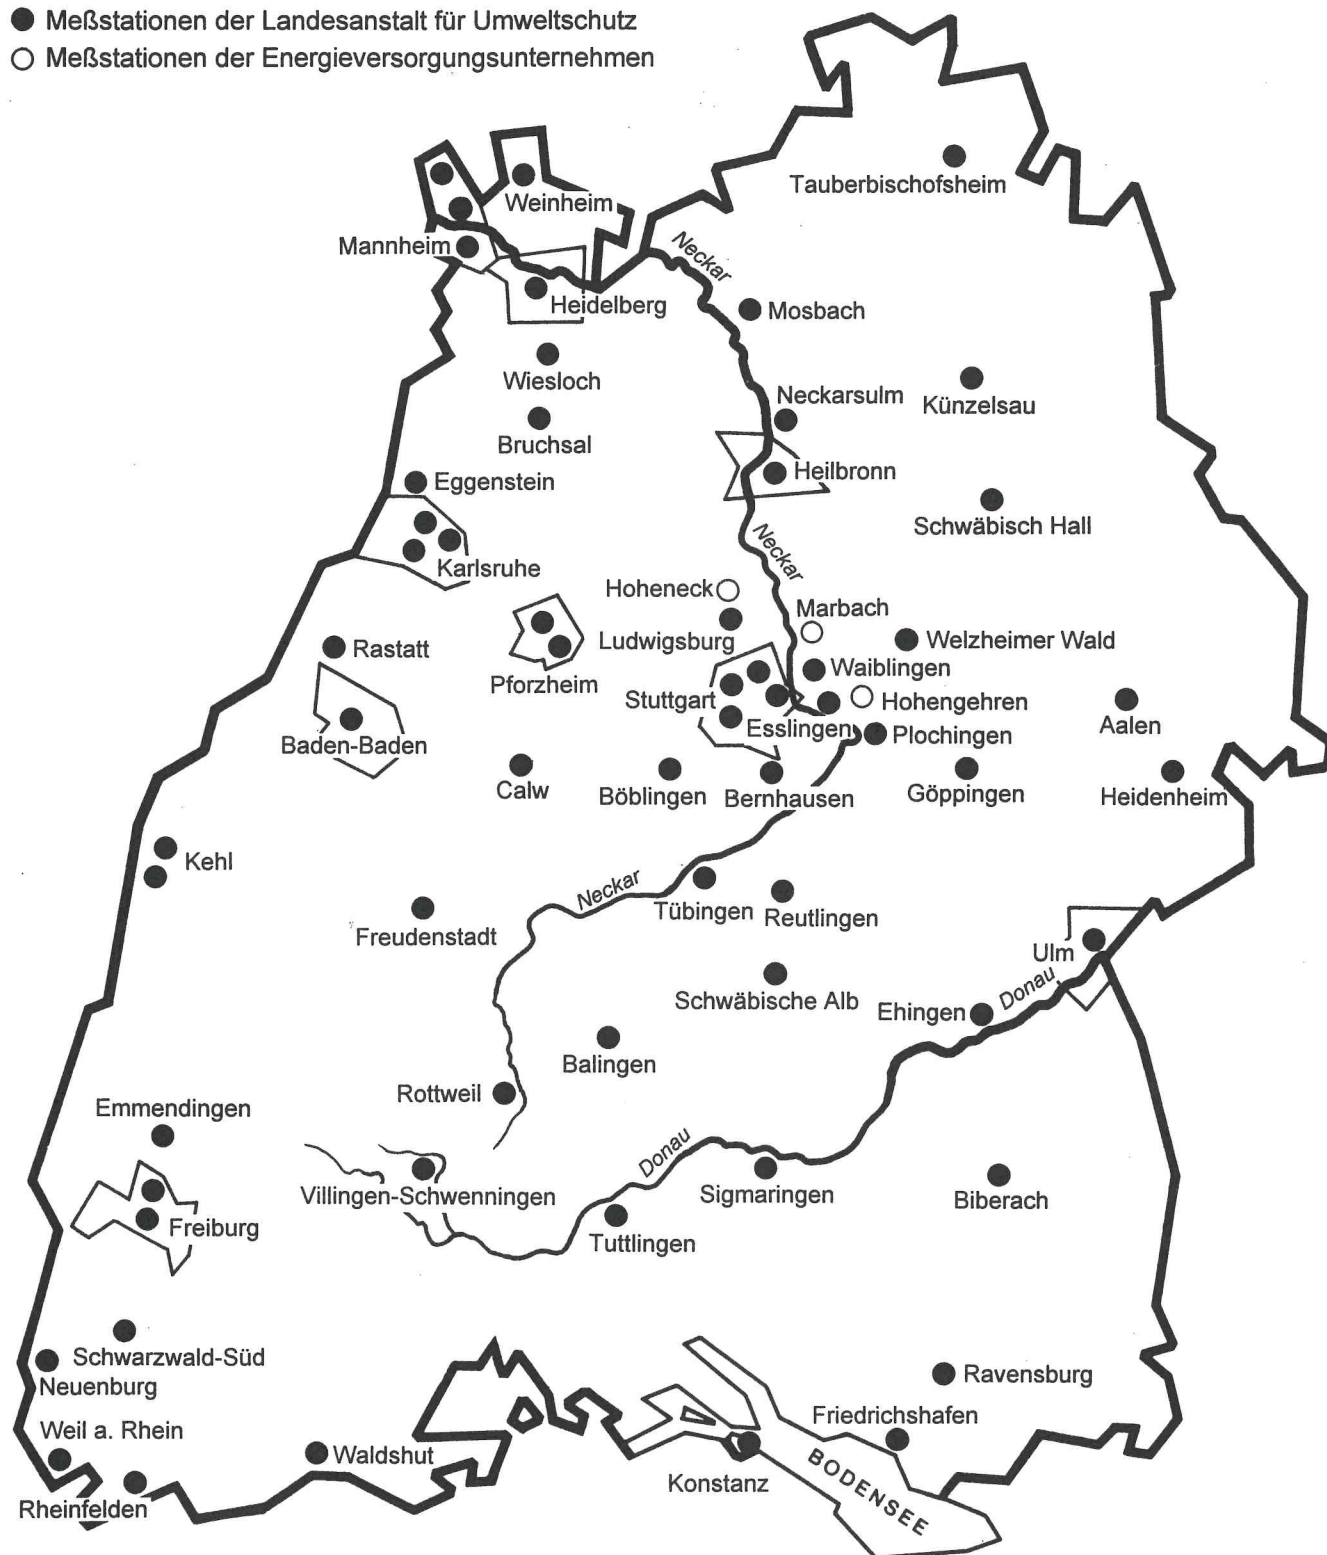 Meßstationen der Landesanstalt für Umweltschutz
Meßstationen der Energieversorgungsunternehmen
Tauberbischofsheim
Weinheim
Mannheim
Neckar
Heidelberg
Mosbach
Wiesloch
Neckarsulm
Künzelsau
Bruchsal
Heilbronn
Eggenstein
Schwäbisch Hall
Neckar
Karlsruhe
Hoheneck
Marbach
Ludwigsburg
Welzheimer Wald
Rastatt
Waiblingen
Pforzheim
Stuttgart
Hohengehren
Esslingen
Aalen
Baden-Baden
Plochingen
Calw
Böblingen
Bernhausen
Göppingen
Heidenheim
Kehl
Neckar
Tübingen
Reutlingen
Freudenstadt
Ulm
Donau
Schwäbische Alb
Ehingen
Balingen
Rottweil
Emmendingen
Donau
Villingen-Schwenningen
Sigmaringen
Biberach
Freiburg
Tuttlingen
Schwarzwald-Süd
Ravensburg
Neuenburg
Friedrichshafen
Weil a. Rhein
Waldshut
Konstanz
BODENSEE
Rheinfelden